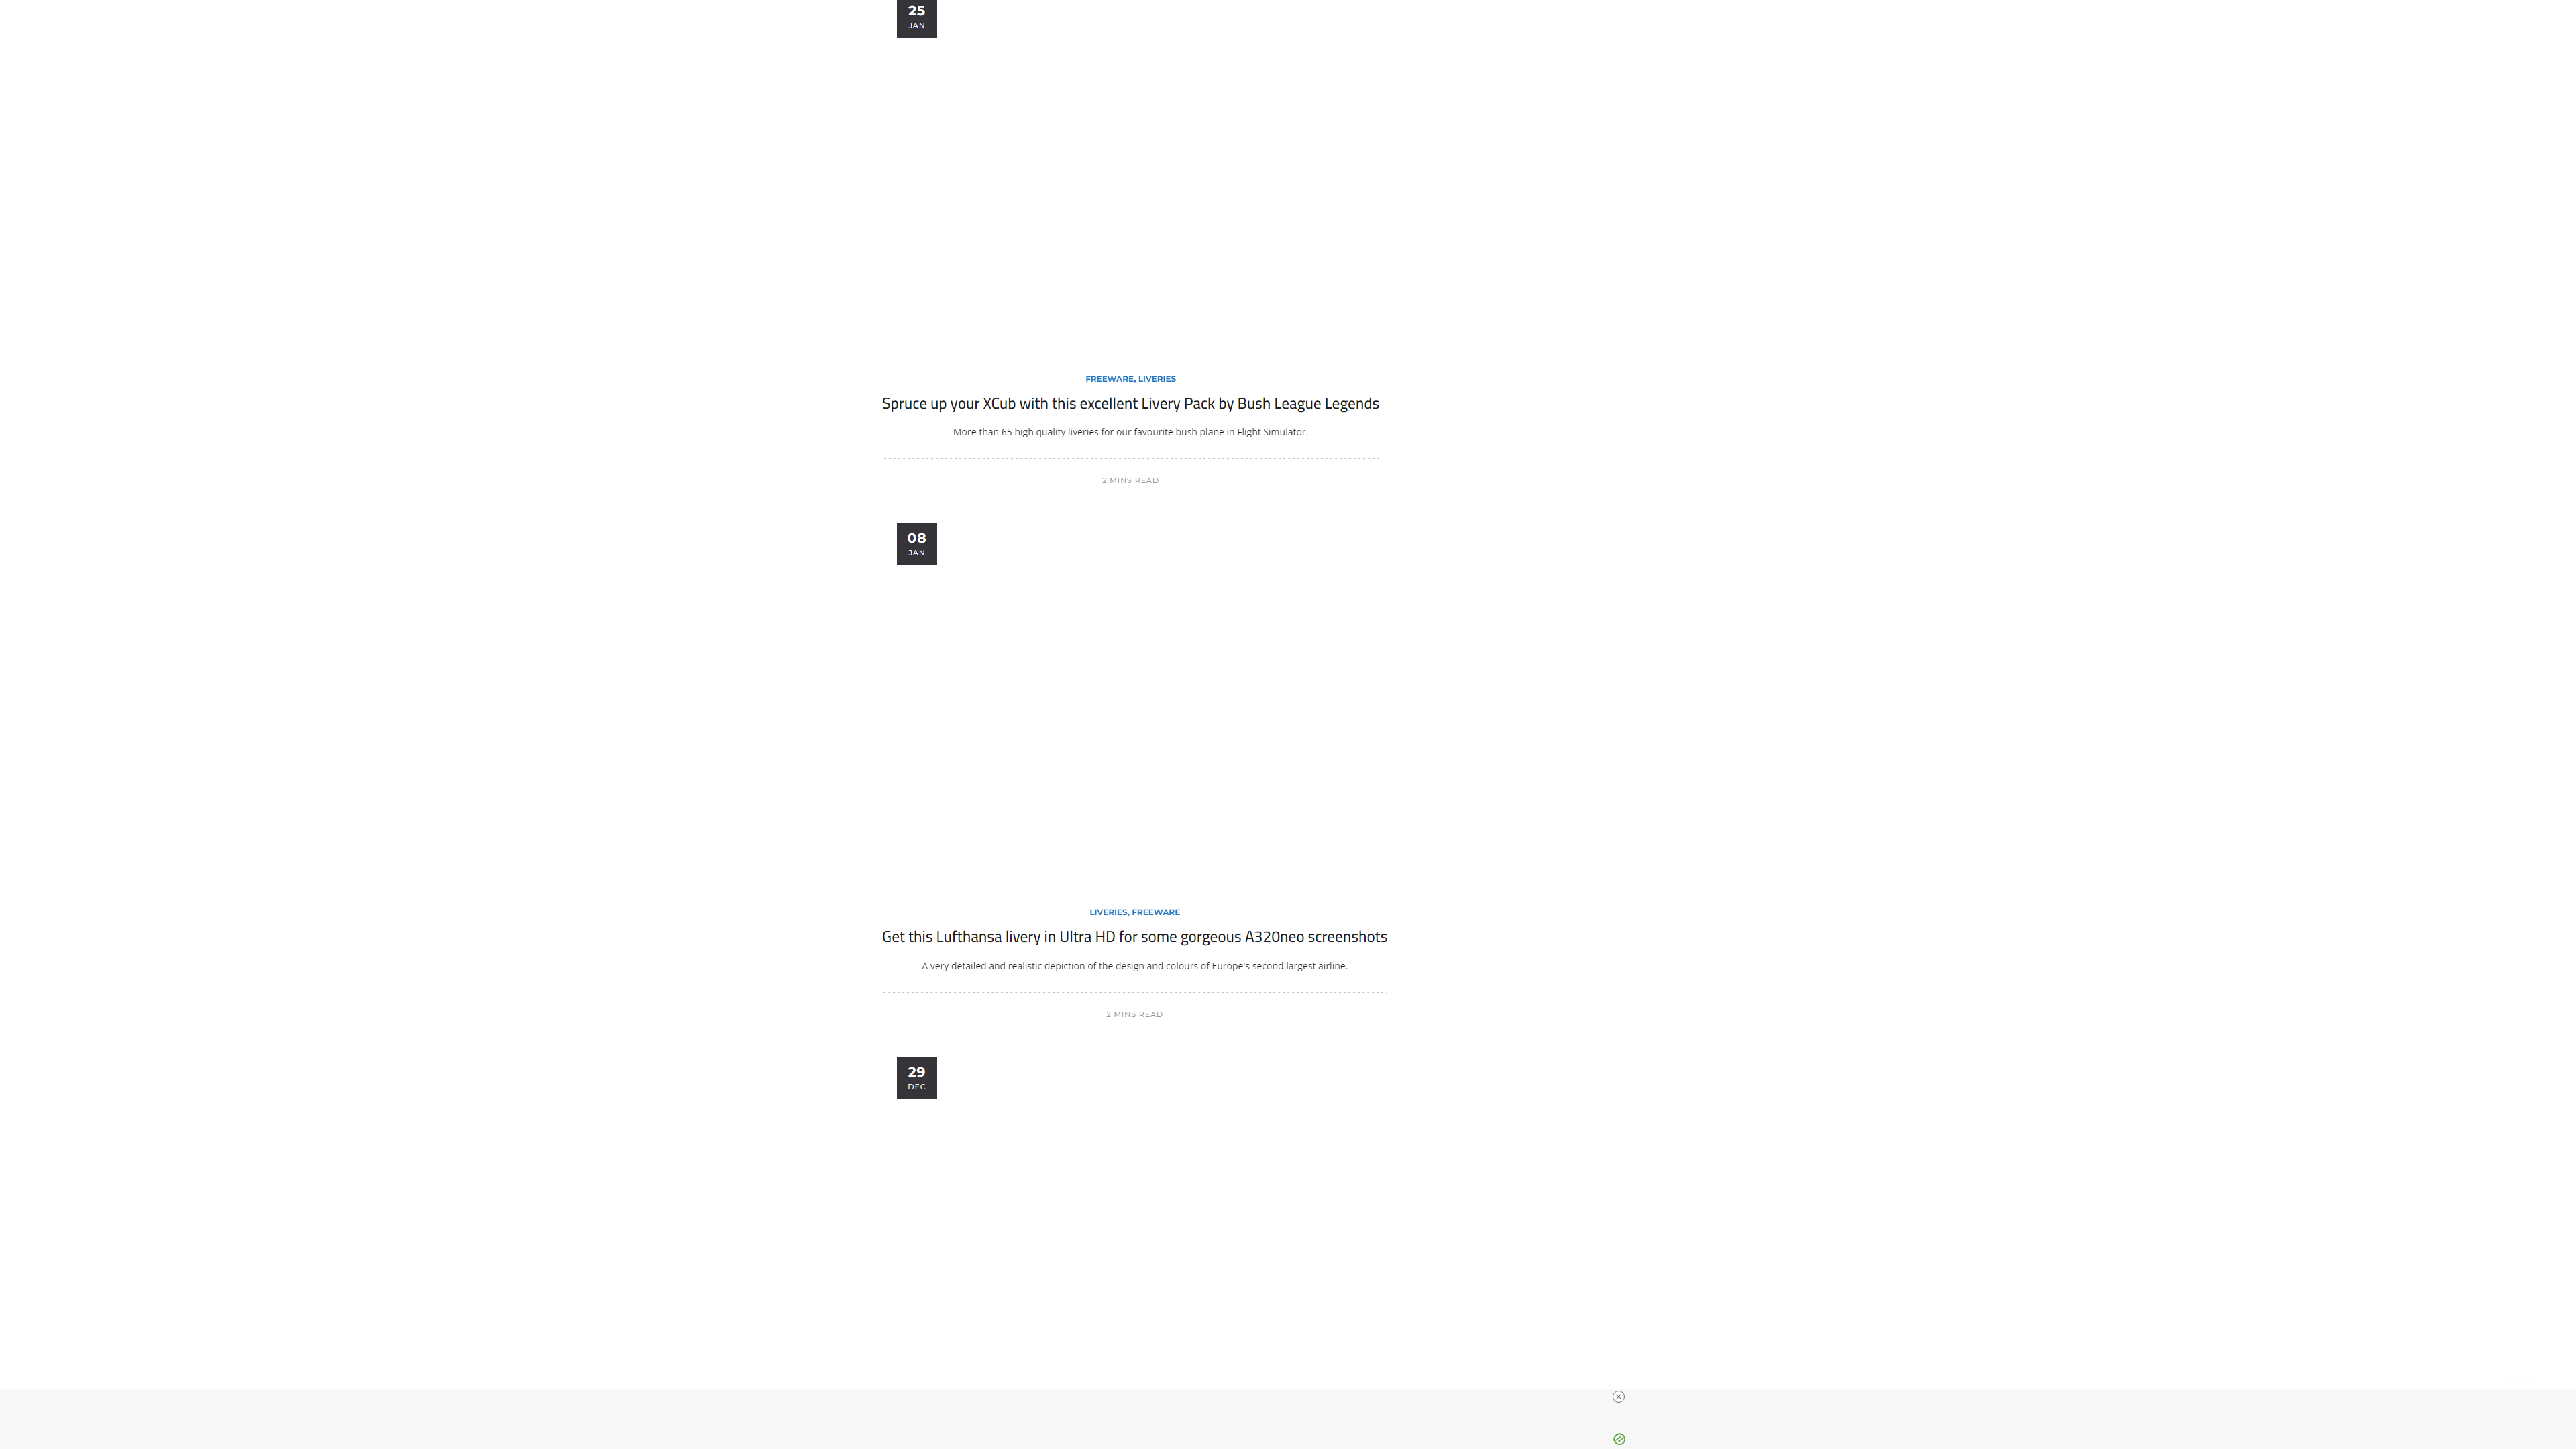 25
JAN
FREEWARE, LIVERIES
Spruce up your XCub with this excellent Livery Pack by Bush League Legends
More than 65 high quality liveries for our favourite bush plane in Flight Simulator.
2 MINS READ
08
JAN
LIVERIES, FREEWARE
Get this Lufthansa livery in Ultra HD for some gorgeous A320neo screenshots
A very detailed and realistic depiction of the design and colours of Europe's second largest airline.
2 MINS READ
29
DEC